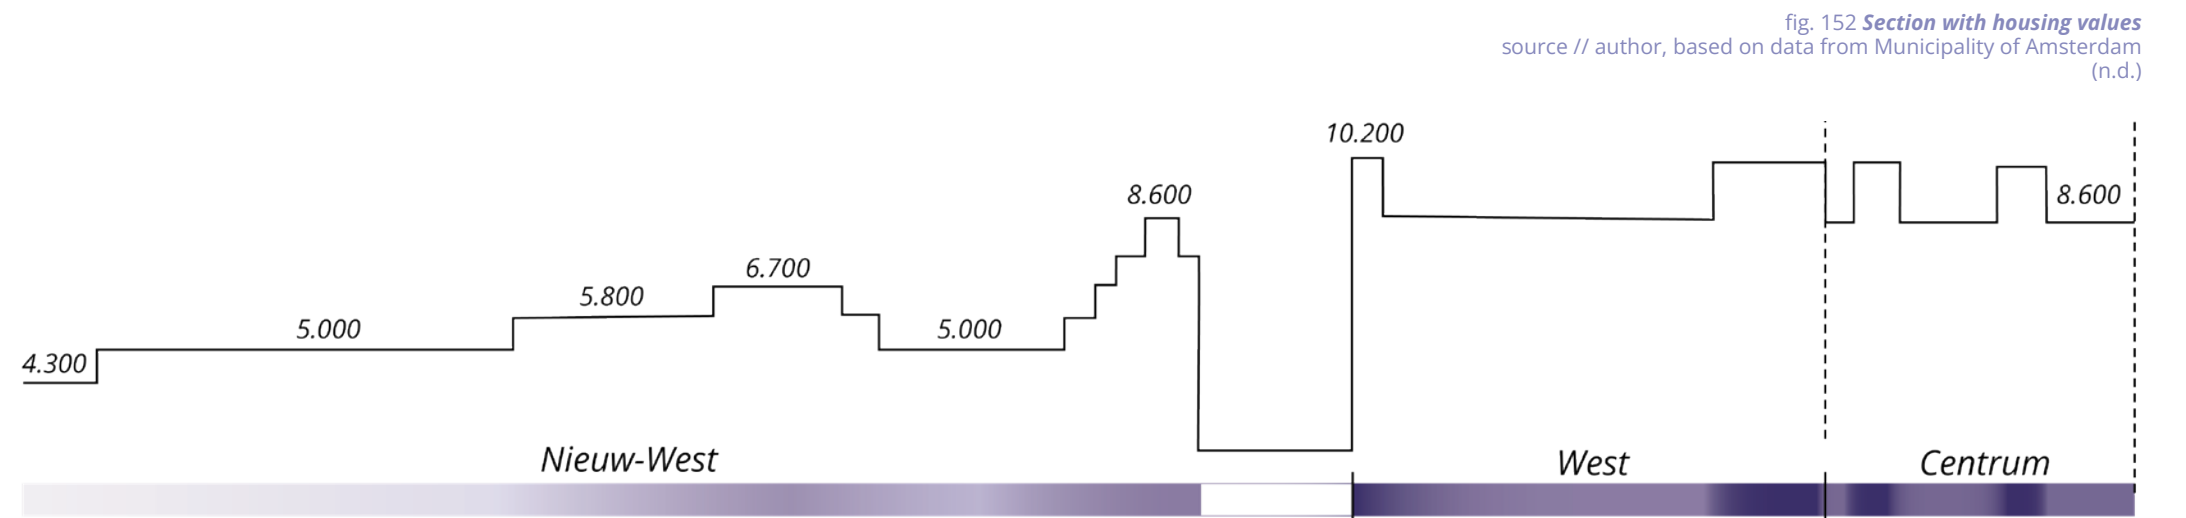 fig. 152 Section with housing values
source // author, based on data from Municipality of Amsterdam
(n.d.)
10.200
8.600
8.600
6.700
5.800
5.000
5.000
4.300
Nieuw-West
West
Centrum